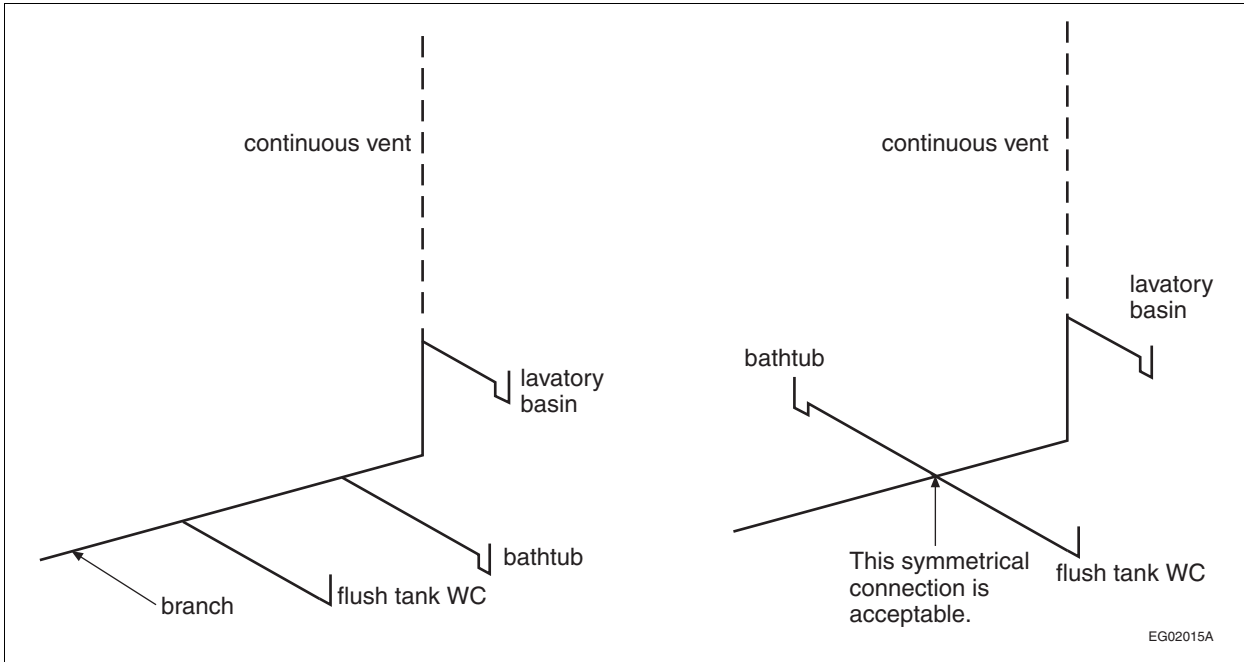 continuous vent
lavatory
basin
bathtub
flush tank WC
branch
continuous vent
lavatory
basin
bathtub
This symmetrical
connection is
acceptable.
flush tank WC
EG02015A